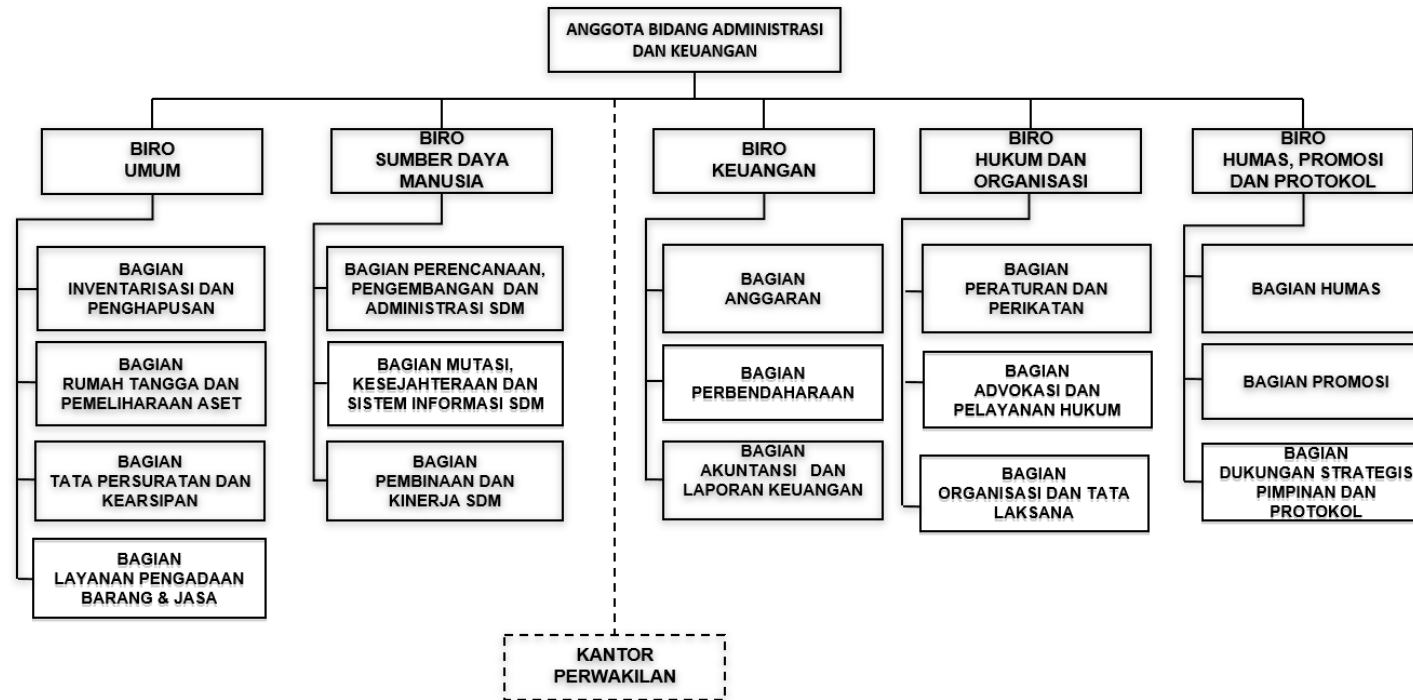 ANGGOTA BIDANG ADMINISTRASI
DAN KEUANGAN
BIRO
UMUM
BAGIAN
INVENTARISASI DAN
PENGHAPUSAN
BAGIAN
RUMAH TANGGA DAN
PEMELIHARAAN ASET
BAGIAN
TATA PERSURATAN DAN
KEARSIPAN
BAGIAN
LAYANAN PENGADAAN
BARANG & JASA
BIRO
SUMBER DAYA
MANUSIA
BAGIAN PERENCANAAN,
PENGEMBANGAN DAN
ADMINISTRASI SDM
BAGIAN MUTASI,
KESEJAHTERAAN DAN
SISTEM INFORMASI SDM
BAGIAN
PEMBINAAN DAN
KINERJA SDM
BIRO
KEUANGAN
BAGIAN
ANGGARAN
BAGIAN
PERBENDAHARAAN
BAGIAN
AKUNTANSI DAN
LAPORAN KEUANGAN
BIRO
HUKUM DAN
ORGANISASI
BAGIAN
PERATURAN DAN
PERIKATAN
BAGIAN
ADVOKASI DAN
PELAYANAN HUKUM
BAGIAN
ORGANISASI DAN TATA
LAKSANA
BIRO
HUMAS, PROMOSI
DAN PROTOKOL
BAGIAN HUMAS
BAGIAN PROMOSI
BAGIAN
DUKUNGAN STRATEGIS
PIMPINAN DAN
PROTOKOL
KANTOR
PERWAKILAN